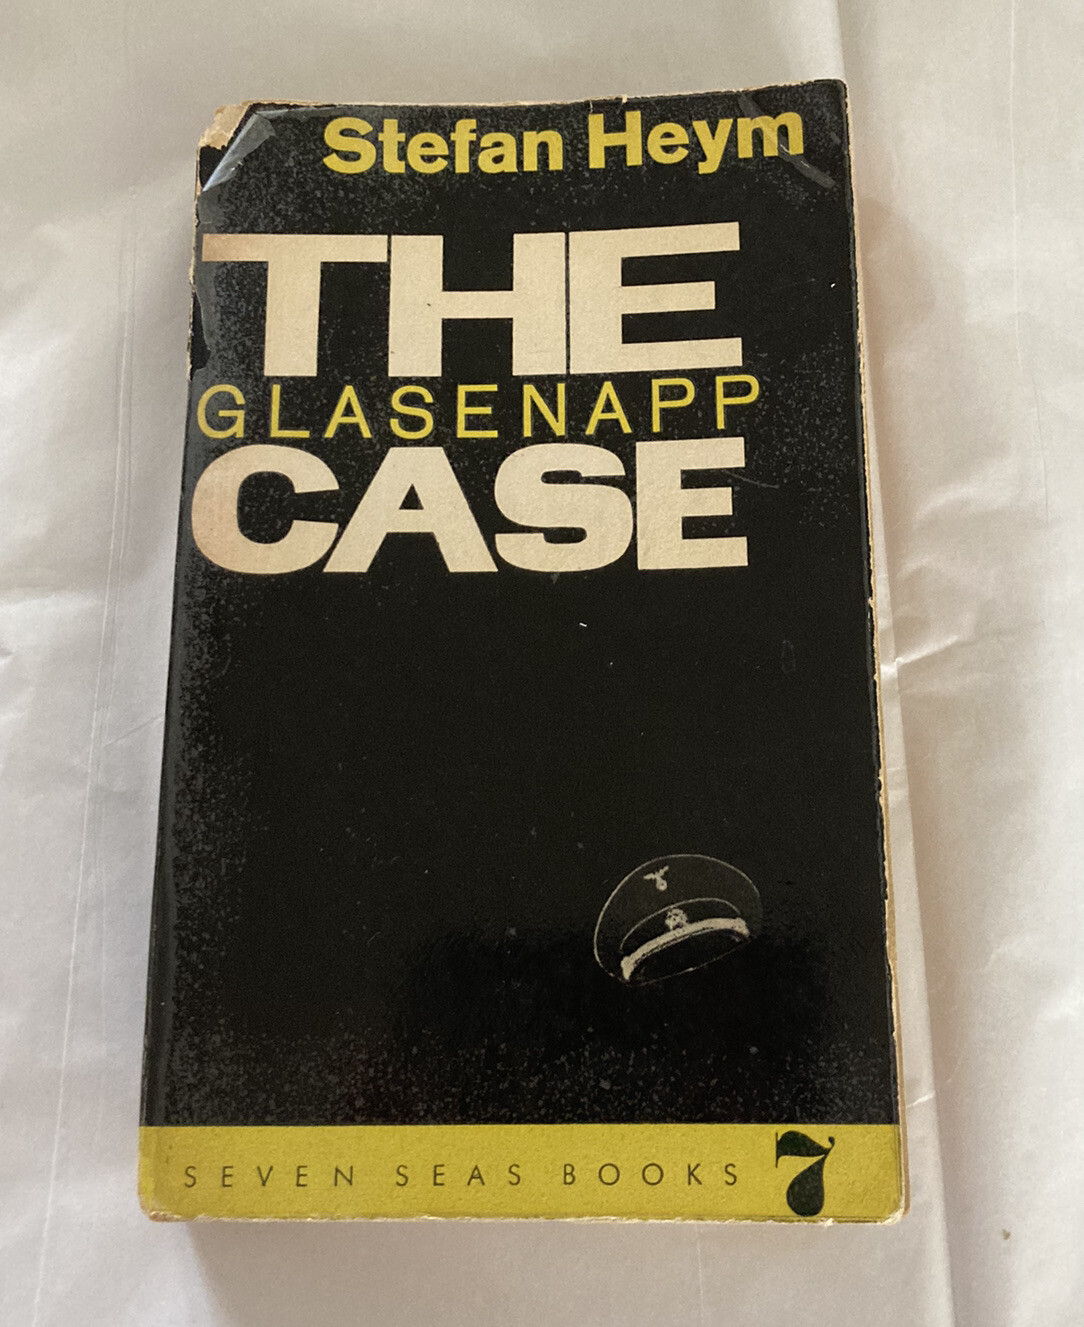 Stefan Heym
THE
GLASENAPP
CASE
SEVEN SEAS BOOKS 7